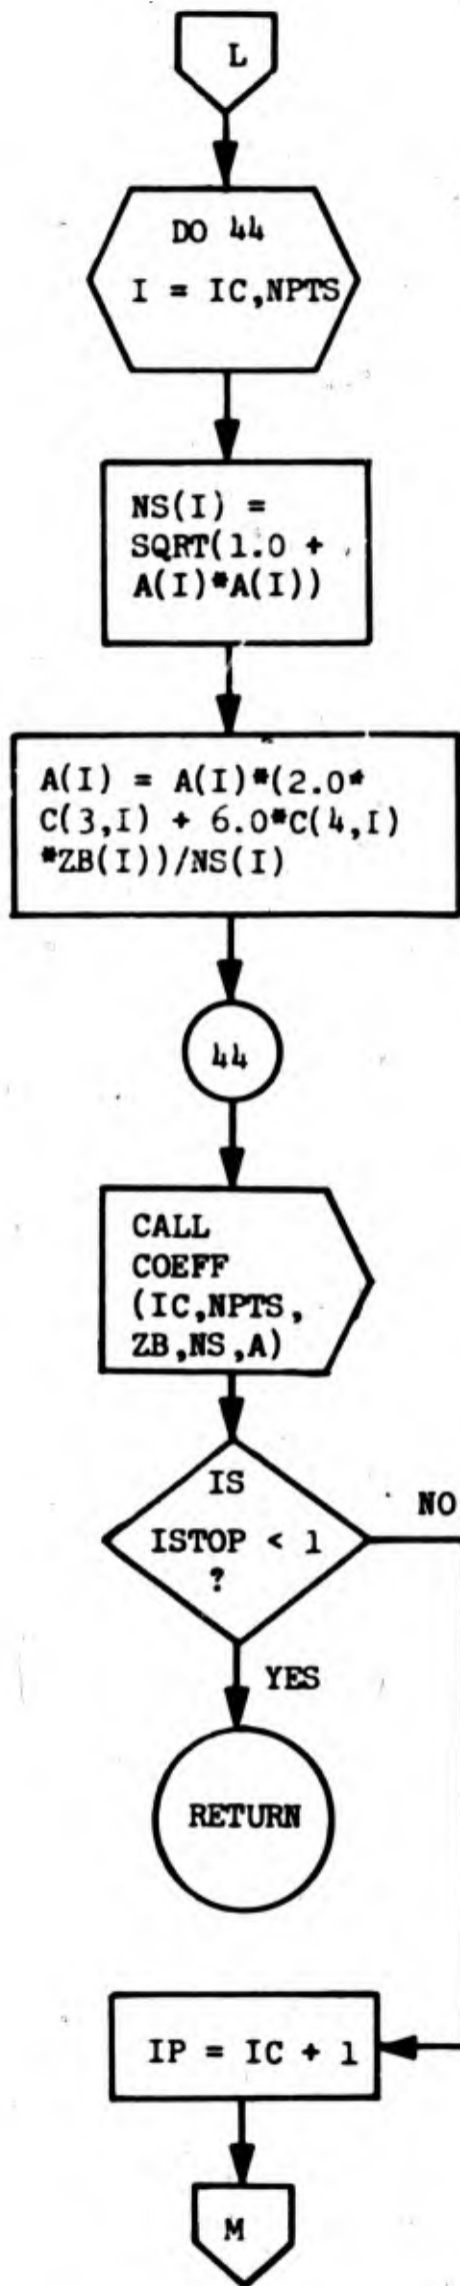 L
DO 44
I = IC,NPTS
NS(I) =
SQRT(1.0 +
A(I)*A(I))
A(I) = A(I)*(2.0*
C(3,I) + 6.0*C(4,I)
*ZB(I))/NS(I)
44
CALL
COEFF
(IC,NPTS,
ZB,NS,A)
IS
ISTOP < 1
?
NO
YES
RETURN
IP = IC + 1
M